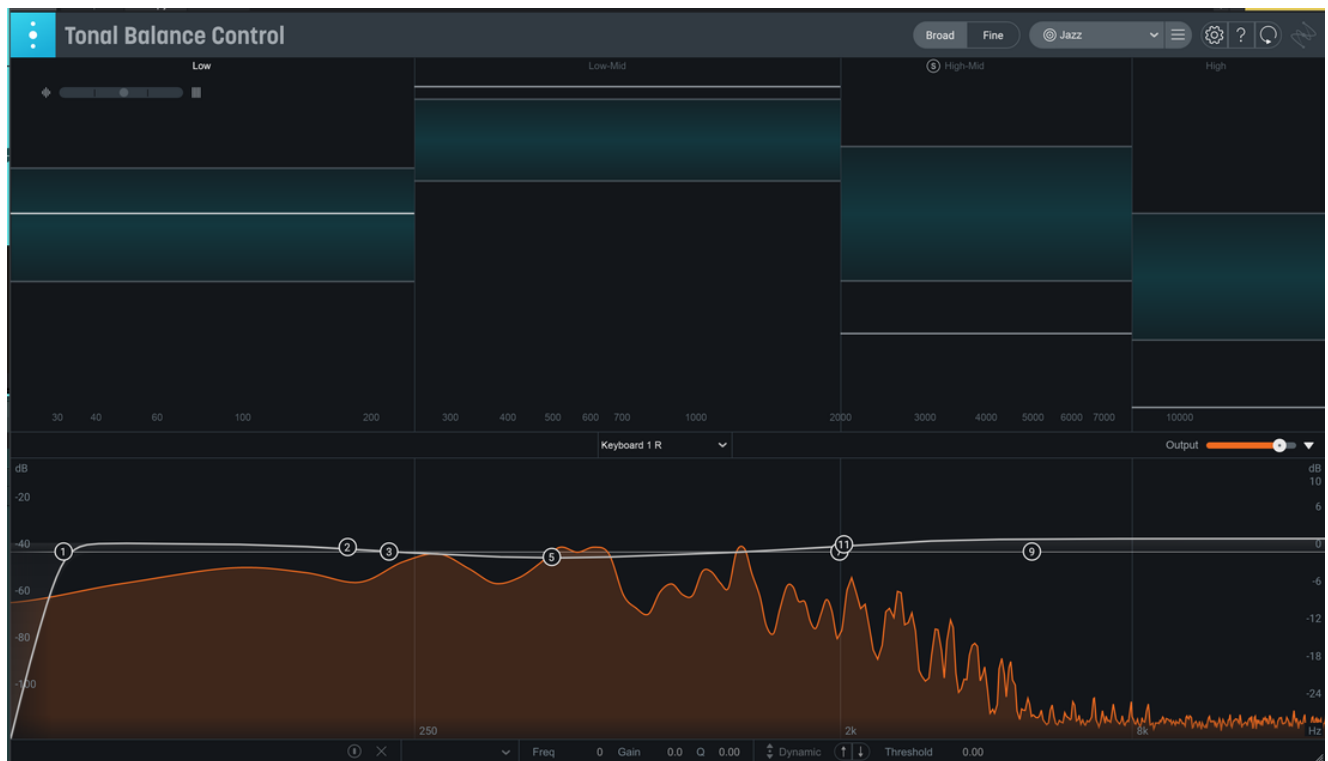 Tonal Balance Control
Broad Fine Jazz ?
Low Low-Mid S High-Mid High
30 40 60 100 200 300 400 500 600 700 1000 2000 3000 4000 5000 6000 7000 10000
Keyboard 1 R Output
dB dB
10
-20
6
-40 0
1 2 3 5 11 9
-60 -6
-12
-80
-18
-100 -24
250 2k 8k Hz
Freq 0 Gain 0.0 Q 0.00 Dynamic Threshold 0.00